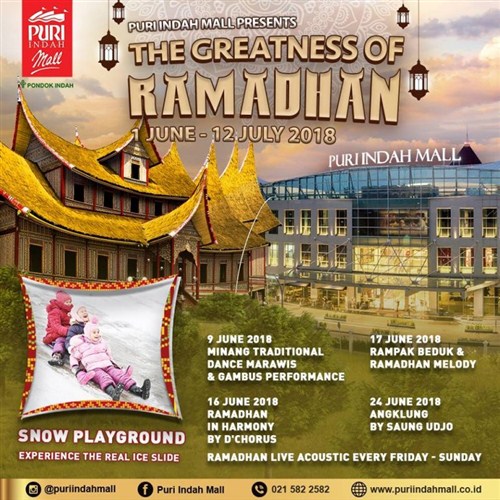 PURI
INDAH
Mall
PONDOK INDAH
PURI INDAH MALL PRESENTS
THE GREATNESS OF
RAMADHAN
1 JUNE - 12 JULY 2018
PURI INDAH MALL
9 JUNE 2018
MINANG TRADITIONAL
DANCE MARAWIS
& GAMBUS PERFORMANCE
17 JUNE 2018
RAMPAK BEDUK &
RAMADHAN MELODY
16 JUNE 2018
RAMADHAN
IN HARMONY
BY D'CHORUS
24 JUNE 2018
ANGKLUNG
BY SAUNG UDJO
SNOW PLAYGROUND
EXPERIENCE THE REAL ICE SLIDE
RAMADHAN LIVE ACOUSTIC EVERY FRIDAY - SUNDAY
@puriindahmall
Puri Indah Mall
021 582 2582
www.puriindahmall.co.id